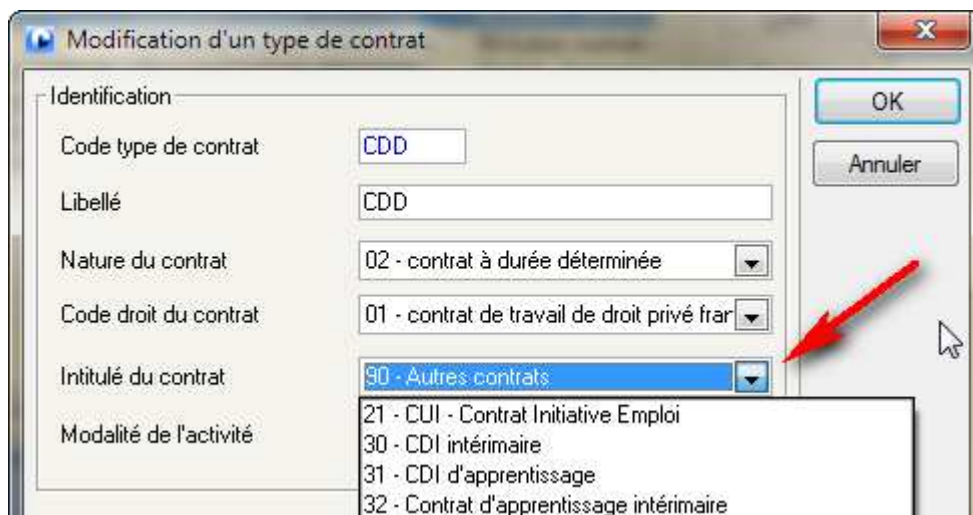 Modification d'un type de contrat
Identification
OK
Code type de contrat CDD
Annuler
Libellé CDD
Nature du contrat 02 - contrat à durée déterminée
Code droit du contrat 01 - contrat de travail de droit privé fran
Intitulé du contrat 90 - Autres contrats
21 - CUI - Contrat Initiative Emploi
Modalité de l'activité
30 - CDI intérimaire
31 - CDI d'apprentissage
32 - Contrat d'apprentissage intérimaire